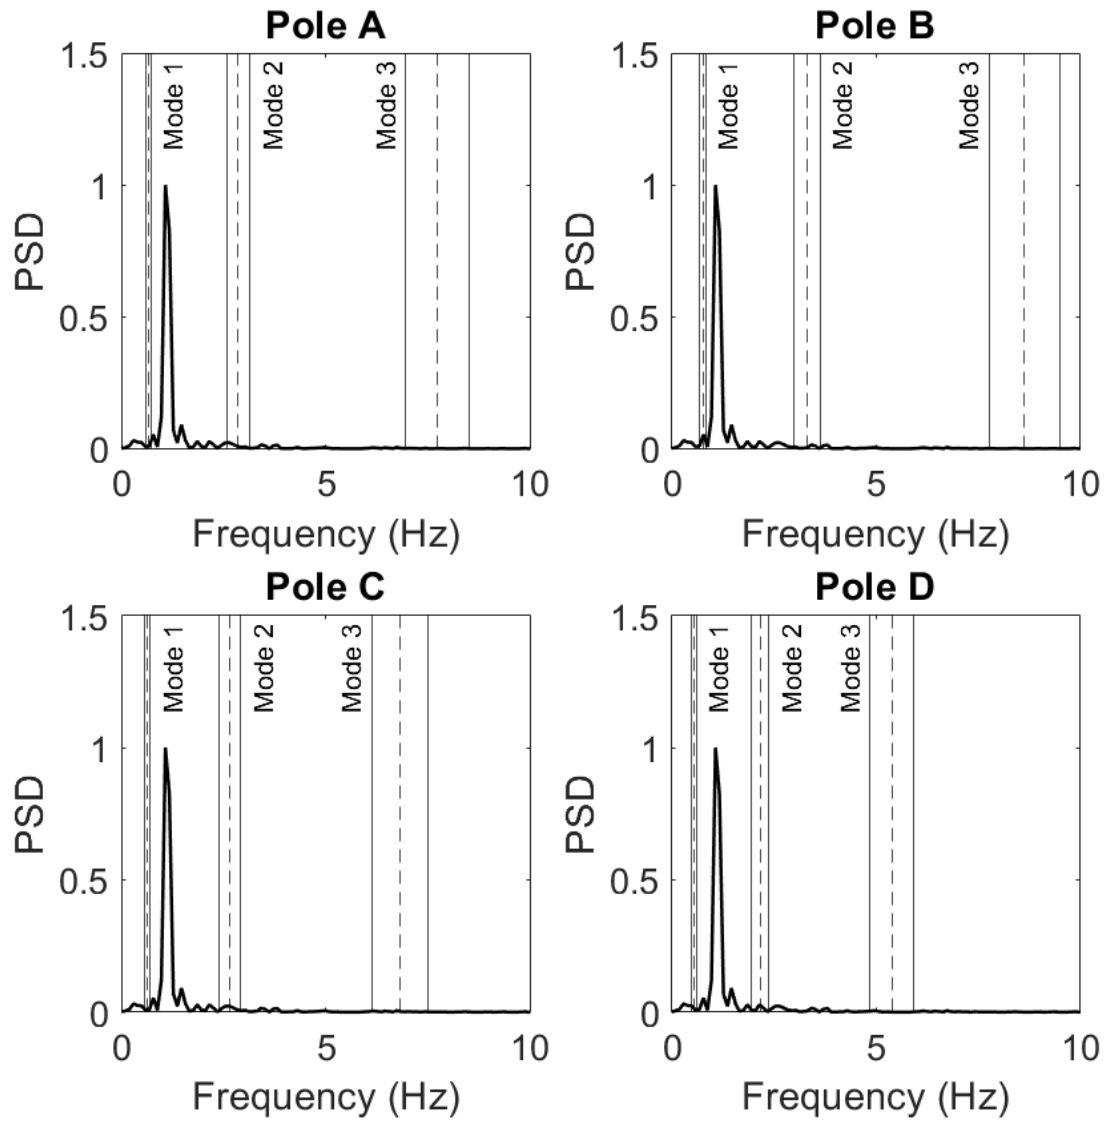 Pole A
1.5
1
0.5
0
PSD
Mode 1
Mode 2
Mode 3
0 5 10
Frequency (Hz)
Pole B
1.5
1
0.5
0
PSD
Mode 1
Mode 2
Mode 3
0 5 10
Frequency (Hz)
Pole C
1.5
1
0.5
0
PSD
Mode 1
Mode 2
Mode 3
0 5 10
Frequency (Hz)
Pole D
1.5
1
0.5
0
PSD
Mode 1
Mode 2
Mode 3
0 5 10
Frequency (Hz)